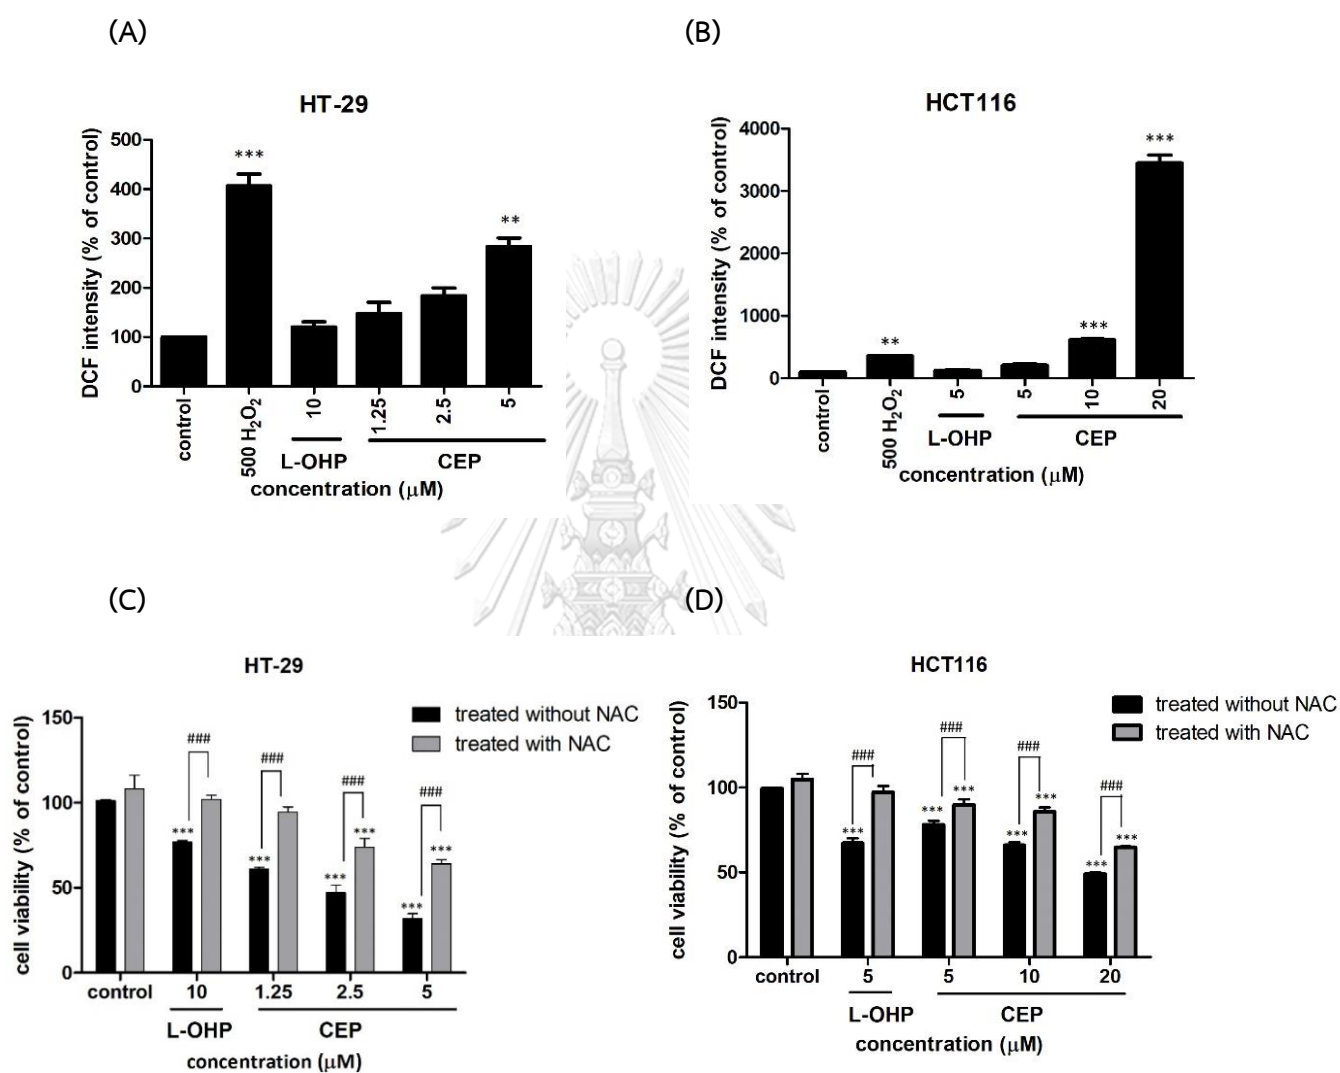 (A)
HT-29
DCF intensity (% of control)
500
400
300
200
100
0
***
**
control
500 H₂O₂
10
1.25
2.5
5
L-OHP
CEP
concentration (μM)
(B)
HCT116
DCF intensity (% of control)
4000
3000
2000
1000
0
**
***
***
control
500 H₂O₂
5
5
10
20
L-OHP
CEP
concentration (μM)
(C)
HT-29
cell viability (% of control)
150
100
50
0
treated without NAC
treated with NAC
### ### ### ###
*** *** *** *** *** ***
control 10 1.25 2.5 5
L-OHP CEP
concentration (μM)
(D)
HCT116
cell viability (% of control)
150
100
50
0
treated without NAC
treated with NAC
### ### ### ###
*** *** *** *** *** *** ***
control 5 5 10 20
L-OHP CEP
concentration (μM)